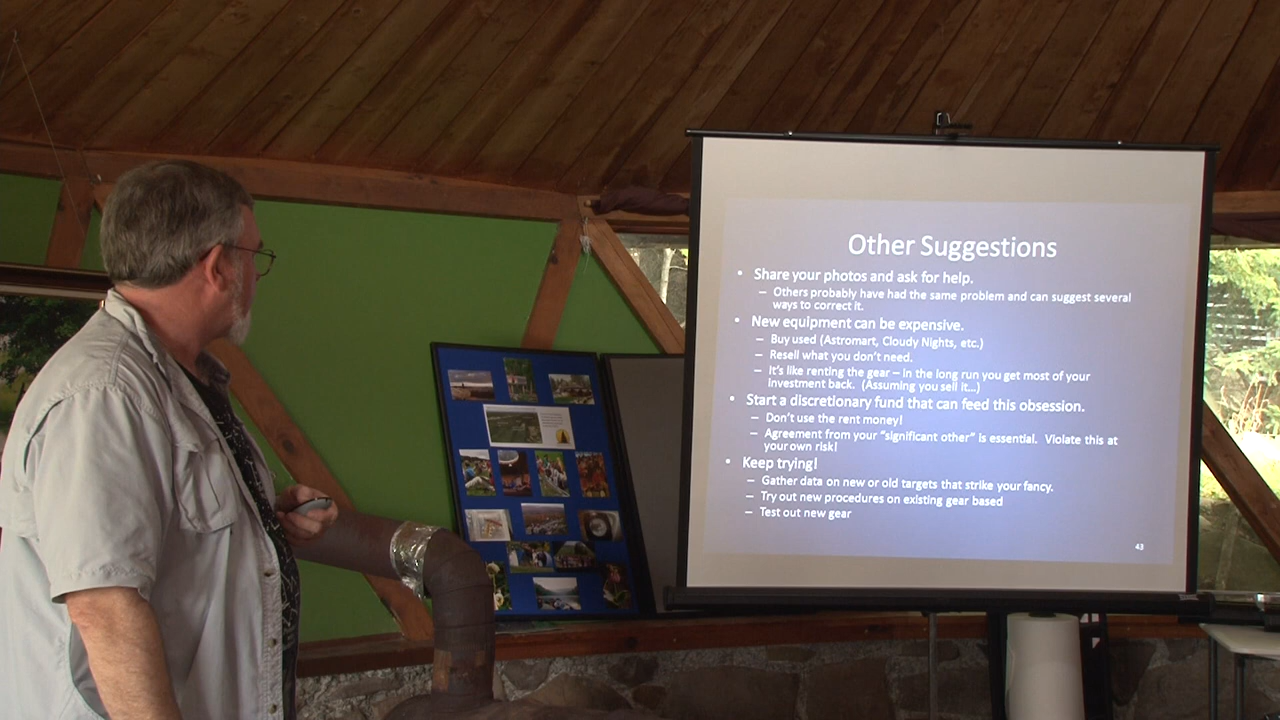 Other Suggestions
• Share your photos and ask for help.
– Others probably have had the same problem and can suggest several
ways to correct it.
• New equipment can be expensive.
– Buy used (Astromart, Cloudy Nights, etc.)
– Resell what you don't need.
– It's like renting the gear – in the long run you get most of your
investment back. (Assuming you sell it...)
• Start a discretionary fund that can feed this obsession.
– Don't use the rent money!
– Agreement from your "significant other" is essential. Violate this at
your own risk!
• Keep trying!
– Gather data on new or old targets that strike your fancy.
– Try out new procedures on existing gear based
– Test out new gear
43